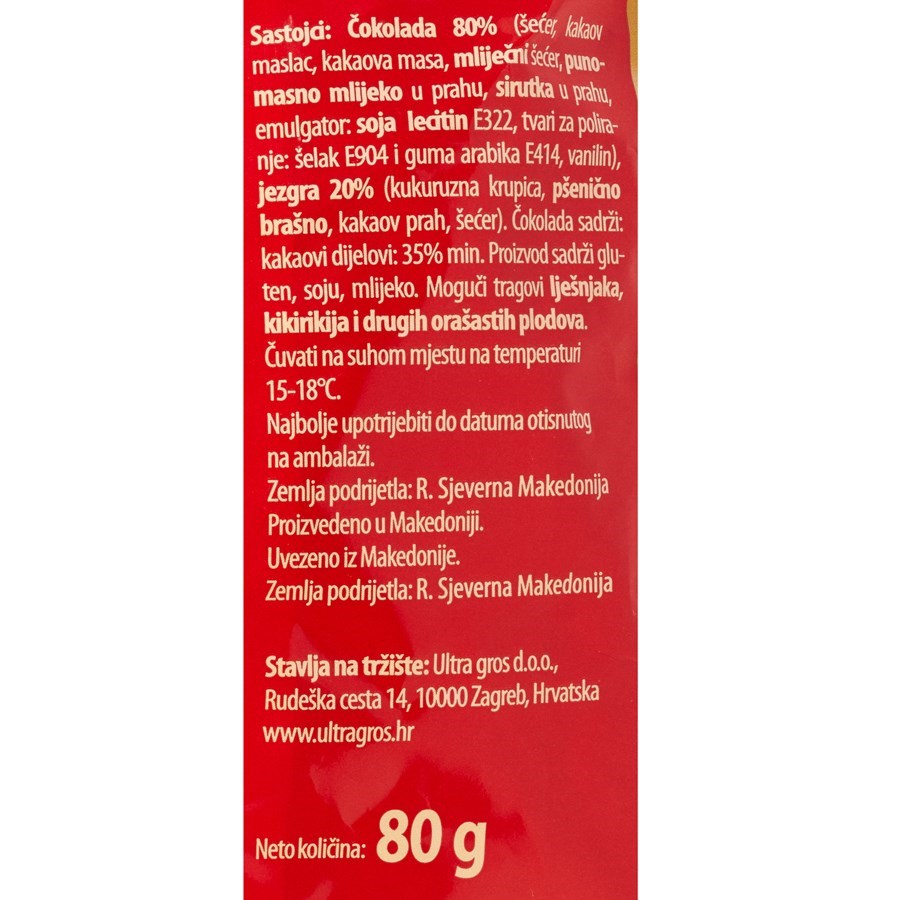 Sastojci: Čokolada 80% (šećer, kakaov
maslac, kakaova masa, mliječni šećer, puno-
masno mlijeko u prahu, sirutka u prahu,
emulgator: soja lecitin E322, tvari za polira-
nje: šelak E904 i guma arabika E414, vanilin),
jezgra 20% (kukuruzna krupica, pšenično
brašno, kakaov prah, šećer). Čokolada sadrži:
kakaovi dijelovi: 35% min. Proizvod sadrži glu-
ten, soju, mlijeko. Moguči tragovi lješnjaka,
kikirikija i drugih orašastih plodova.
Čuvati na suhom mjestu na temperaturi
15-18°C.
Najbolje upotrijebiti do datuma otisnutog
na ambalaži.
Zemlja podrijetla: R. Sjeverna Makedonija
Proizvedeno u Makedoniji.
Uvezeno iz Makedonije.
Zemlja podrijetla: R. Sjeverna Makedonija
Stavlja na tržište: Ultra gros d.o.o.,
Rudeška cesta 14, 10000 Zagreb, Hrvatska
www.ultragros.hr
Neto količina: 80 g